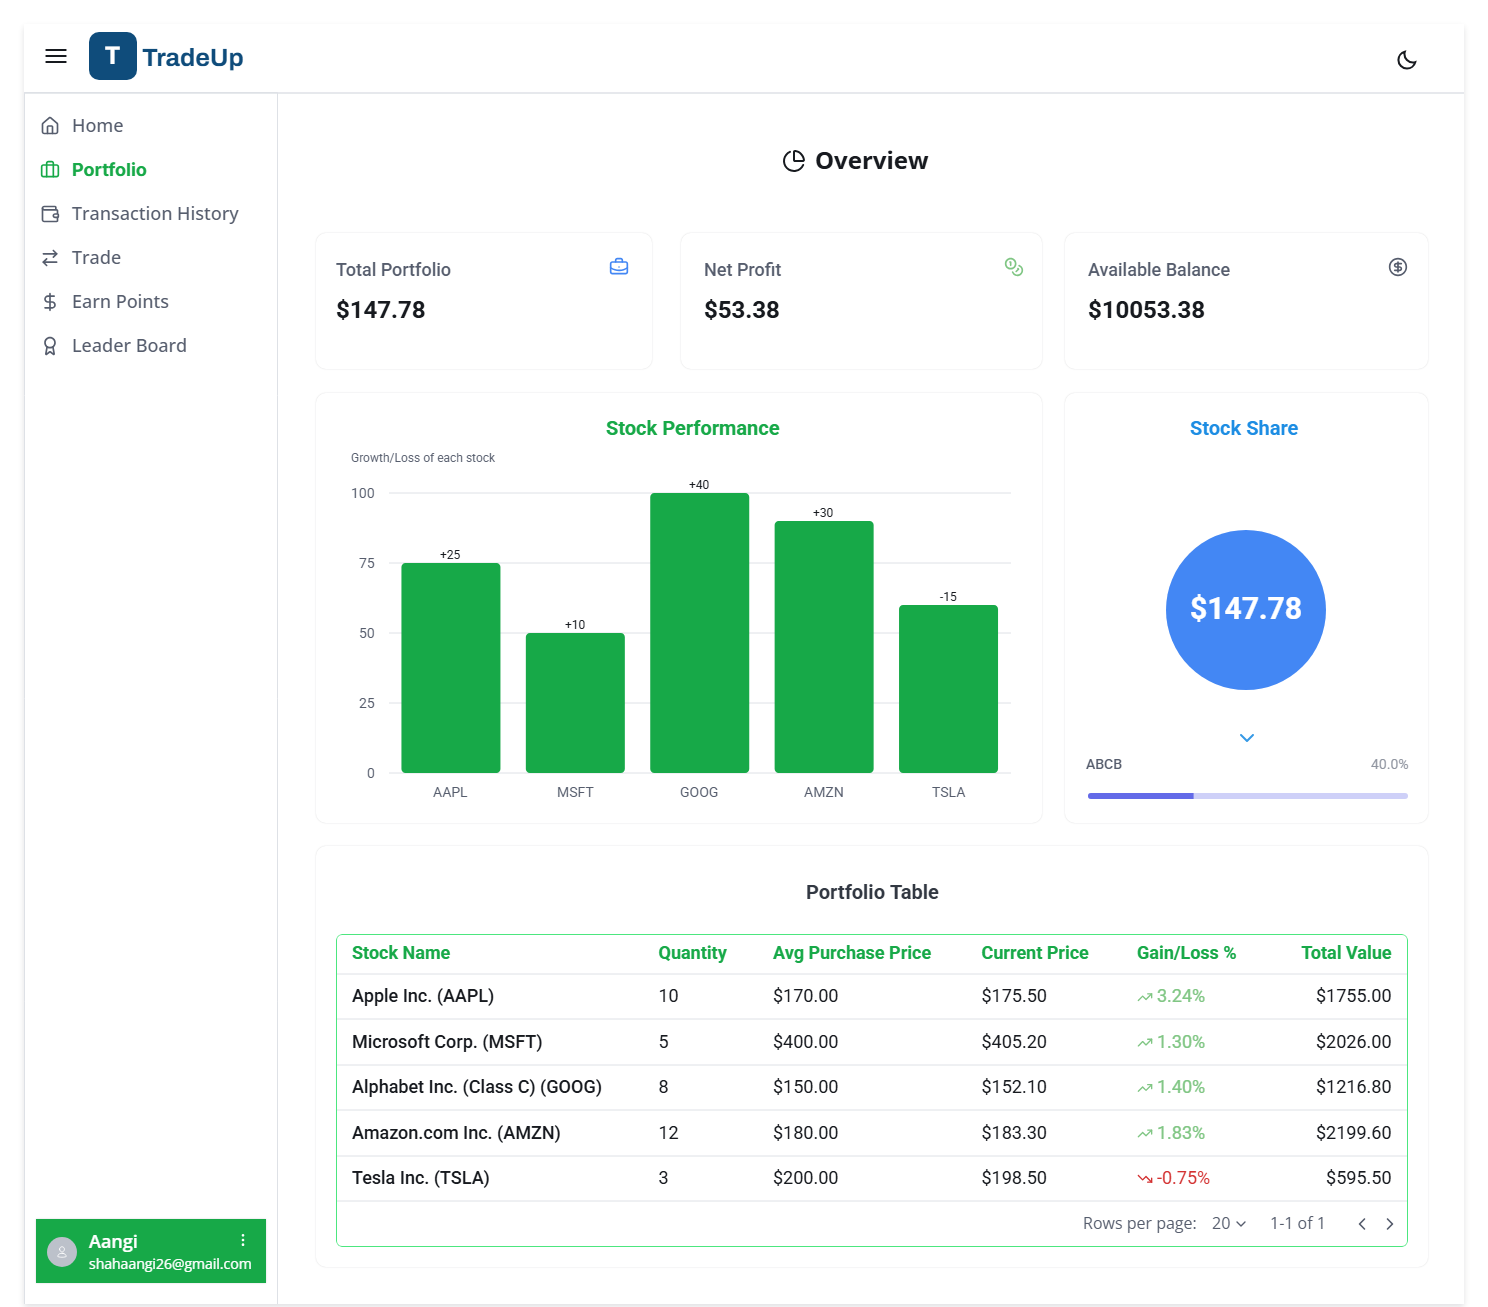 T TradeUp
Home
Portfolio
Transaction History
Trade
Earn Points
Leader Board
Aangi
shahaangi26@gmail.com
Overview
Total Portfolio
$147.78
Net Profit
$53.38
Available Balance
$10053.38
Stock Performance
Growth/Loss of each stock
100
75
50
25
0
+25
+10
+40
+30
-15
AAPL MSFT GOOG AMZN TSLA
Stock Share
$147.78
ABCB 40.0%
Portfolio Table
Stock Name Quantity Avg Purchase Price Current Price Gain/Loss % Total Value
Apple Inc. (AAPL) 10 $170.00 $175.50 3.24% $1755.00
Microsoft Corp. (MSFT) 5 $400.00 $405.20 1.30% $2026.00
Alphabet Inc. (Class C) (GOOG) 8 $150.00 $152.10 1.40% $1216.80
Amazon.com Inc. (AMZN) 12 $180.00 $183.30 1.83% $2199.60
Tesla Inc. (TSLA) 3 $200.00 $198.50 -0.75% $595.50
Rows per page: 20 1-1 of 1